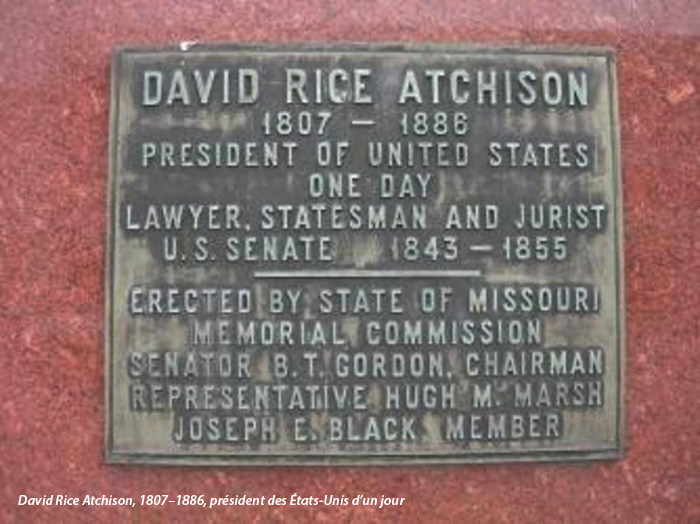 DAVID RICE ATCHISON
1807 – 1886
PRESIDENT OF UNITED STATES
ONE DAY
LAWYER, STATESMAN AND JURIST
U.S. SENATE 1843 – 1855
ERECTED BY STATE OF MISSOURI
MEMORIAL COMMISSION
SENATOR B.T. GORDON, CHAIRMAN
REPRESENTATIVE HUGH M. MARSH
JOSEPH E. BLACK, MEMBER
David Rice Atchison, 1807–1886, président des États-Unis d’un jour